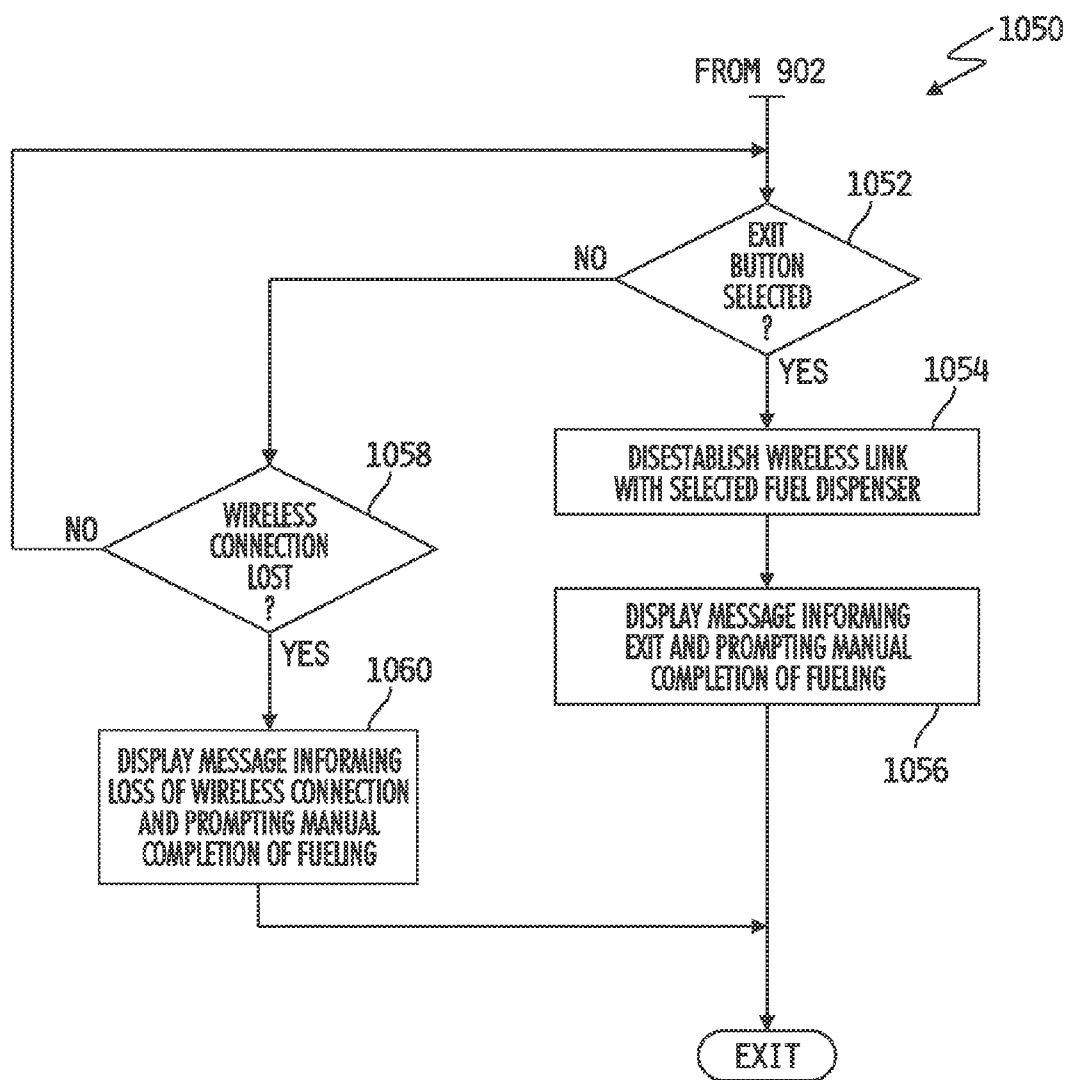 1050
FROM 902
1052
EXIT
BUTTON
SELECTED
?
NO
YES
1054
DISESTABLISH WIRELESS LINK
WITH SELECTED FUEL DISPENSER
1058
WIRELESS
CONNECTION
LOST
?
NO
YES
DISPLAY MESSAGE INFORMING
EXIT AND PROMPTING MANUAL
COMPLETION OF FUELING
1056
1060
DISPLAY MESSAGE INFORMING
LOSS OF WIRELESS CONNECTION
AND PROMPTING MANUAL
COMPLETION OF FUELING
EXIT